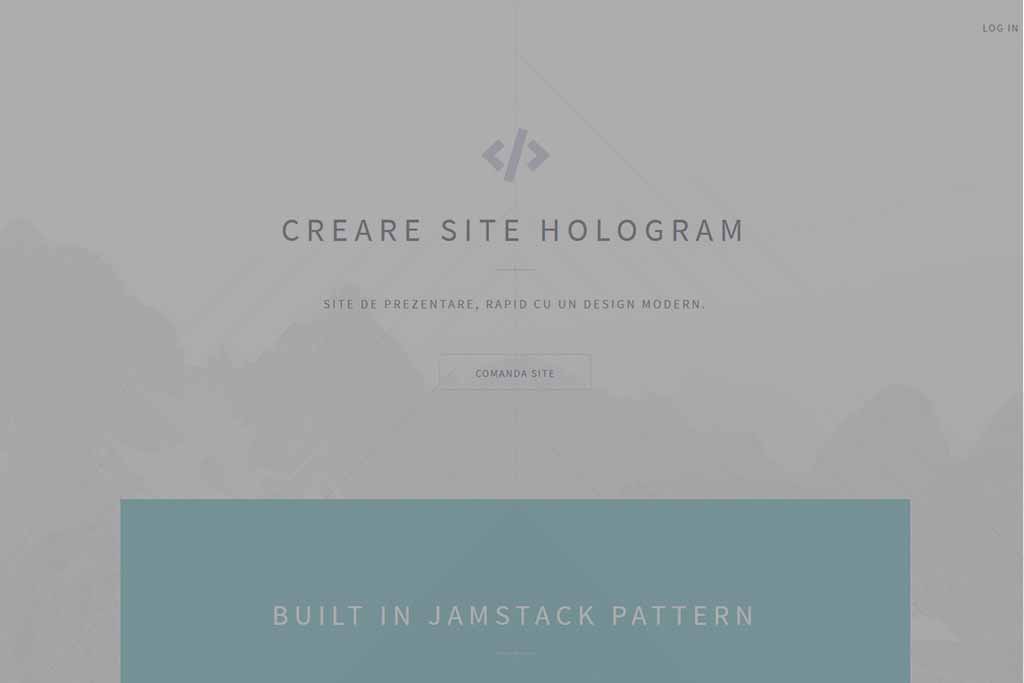 LOG IN
CREARE SITE HOLOGRAM
SITE DE PREZENTARE, RAPID CU UN DESIGN MODERN.
COMANDA SITE
BUILT IN JAMSTACK PATTERN